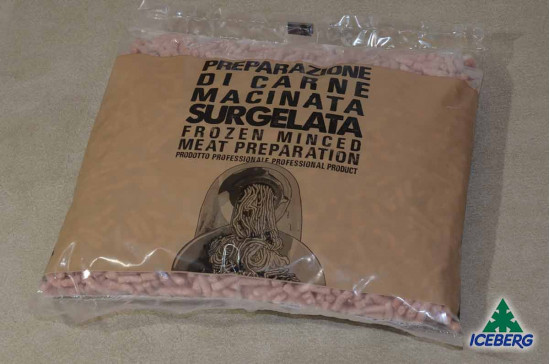 PREPARAZIONE
DI CARNE
MACINATA
SURGELATA
FROZEN MINCED
MEAT PREPARATION
PRODOTTO PROFESSIONALE PROFESSIONAL PRODUCT
ICEBERG